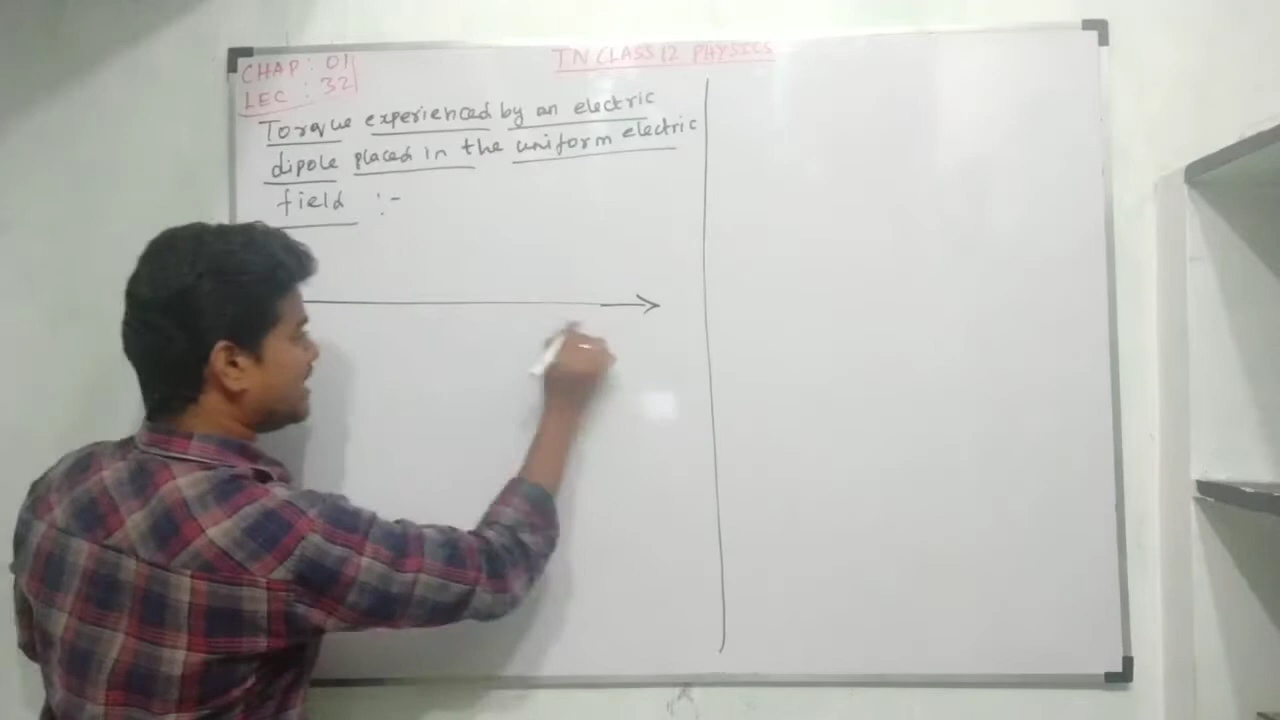 TN CLASS 12 PHYSICS
CHAP : 01
LEC : 32
Torque experienced by an electric
dipole placed in the uniform electric
field :-